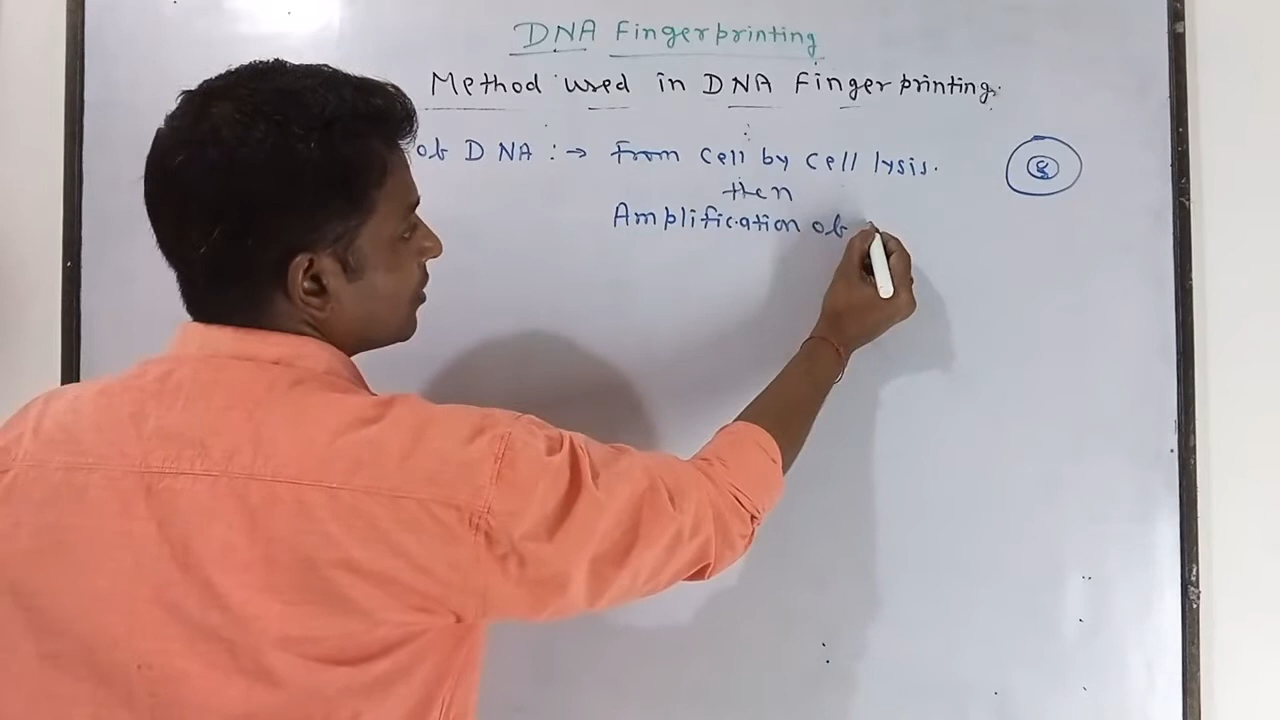 DNA Fingerprinting
Method used in DNA Fingerprinting.
of DNA :→ From cell by cell lysis.
then
Amplification of